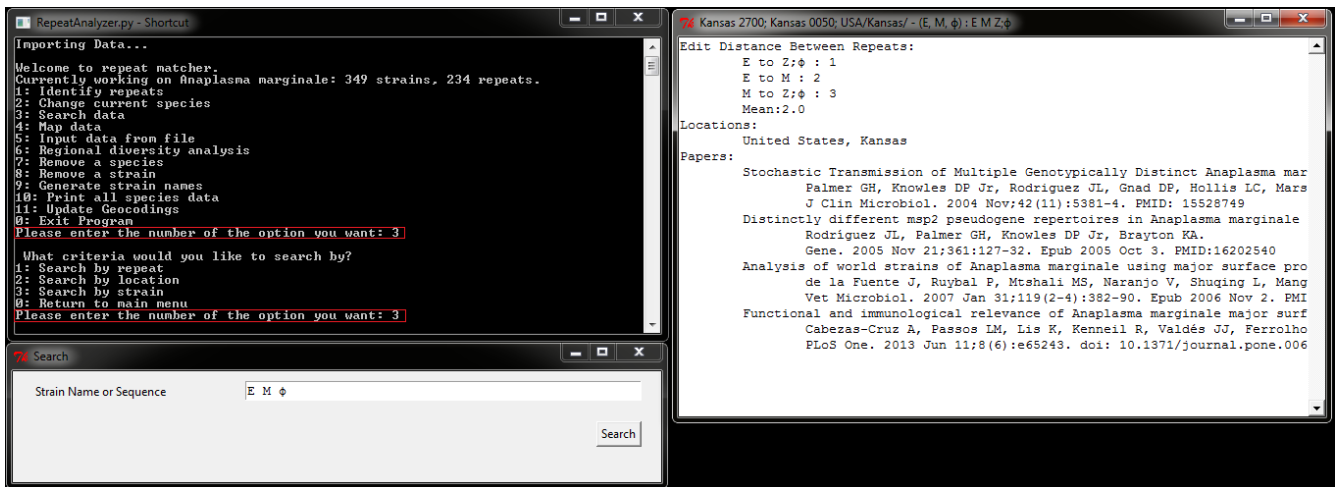 RepeatAnalyzer.py - Shortcut
Importing Data...
Welcome to repeat matcher.
Currently working on Anaplasma marginale: 349 strains, 234 repeats.
1: Identify repeats
2: Change current species
3: Search data
4: Map data
5: Input data from file
6: Regional diversity analysis
7: Remove a species
8: Remove a strain
9: Generate strain names
10: Print all species data
11: Update Geocodings
0: Exit Program
Please enter the number of the option you want: 3
What criteria would you like to search by?
1: Search by repeat
2: Search by location
3: Search by strain
0: Return to main menu
Please enter the number of the option you want: 3
Search
Strain Name or Sequence
E M ϕ
Search
Kansas 2700; Kansas 0050; USA/Kansas/ - (E, M, ϕ) : E M Z;ϕ
Edit Distance Between Repeats:
E to Z;ϕ : 1
E to M : 2
M to Z;ϕ : 3
Mean:2.0
Locations:
United States, Kansas
Papers:
Stochastic Transmission of Multiple Genotypically Distinct Anaplasma mar
Palmer GH, Knowles DP Jr, Rodriguez JL, Gnad DP, Hollis LC, Mars
J Clin Microbiol. 2004 Nov;42(11):5381-4. PMID: 15528749
Distinctly different msp2 pseudogene repertoires in Anaplasma marginale
Rodríguez JL, Palmer GH, Knowles DP Jr, Brayton KA.
Gene. 2005 Nov 21;361:127-32. Epub 2005 Oct 3. PMID:16202540
Analysis of world strains of Anaplasma marginale using major surface pro
de la Fuente J, Ruybal P, Mtshali MS, Naranjo V, Shuqing L, Mang
Vet Microbiol. 2007 Jan 31;119(2-4):382-90. Epub 2006 Nov 2. PMI
Functional and immunological relevance of Anaplasma marginale major surf
Cabezas-Cruz A, Passos LM, Lis K, Kenneil R, Valdés JJ, Ferrolho
PLoS One. 2013 Jun 11;8(6):e65243. doi: 10.1371/journal.pone.006